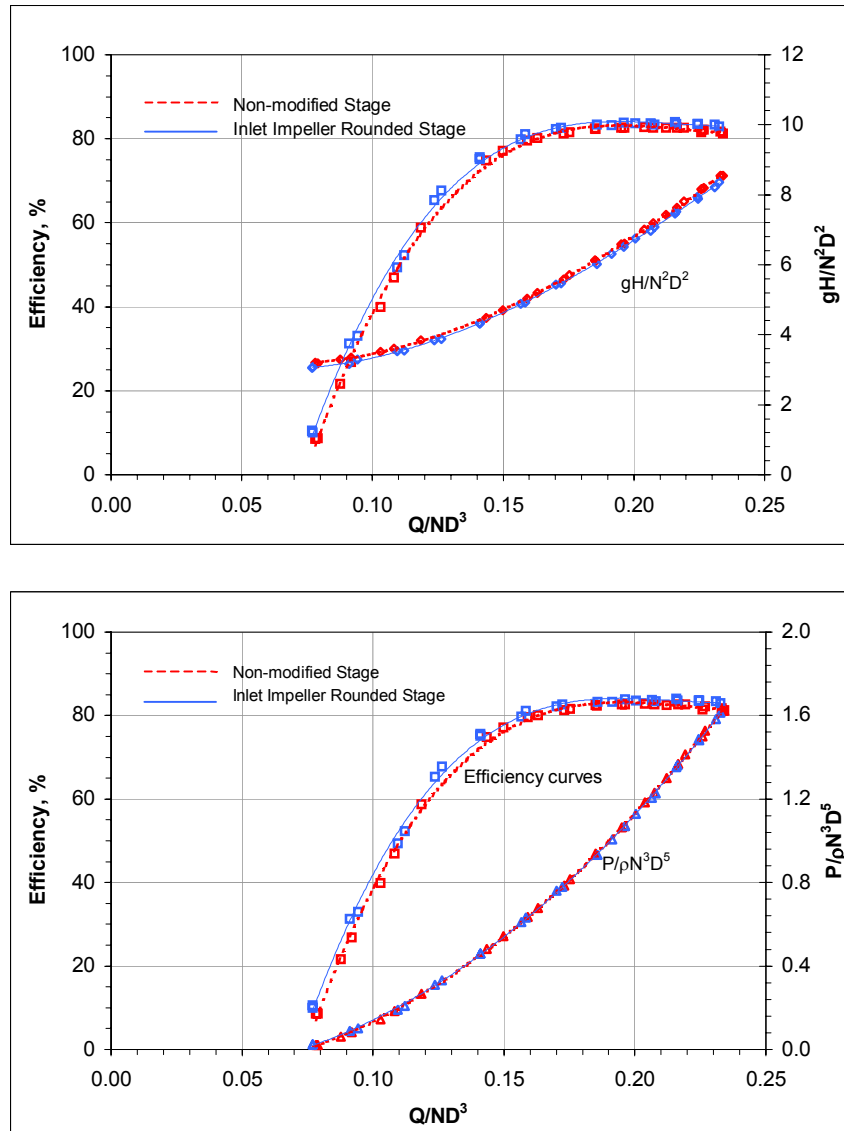 100
80
60
40
20
0
Efficiency, %
Non-modified Stage
Inlet Impeller Rounded Stage
gH/N²D²
12
10
8
6
4
2
0
gH/N²D²
0.00 0.05 0.10 0.15 0.20 0.25
Q/ND³
100
80
60
40
20
0
Efficiency, %
Non-modified Stage
Inlet Impeller Rounded Stage
Efficiency curves
P/ρN³D⁵
2.0
1.6
1.2
0.8
0.4
0.0
P/ρN³D⁵
0.00 0.05 0.10 0.15 0.20 0.25
Q/ND³